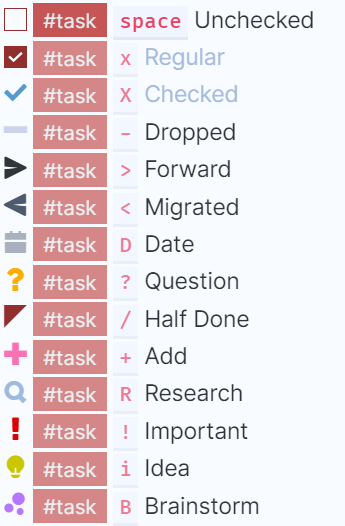 #task space Unchecked
#task x Regular
#task X Checked
#task - Dropped
#task > Forward
#task < Migrated
#task D Date
? #task ? Question
#task / Half Done
#task + Add
#task R Research
! #task ! Important
#task i Idea
#task B Brainstorm